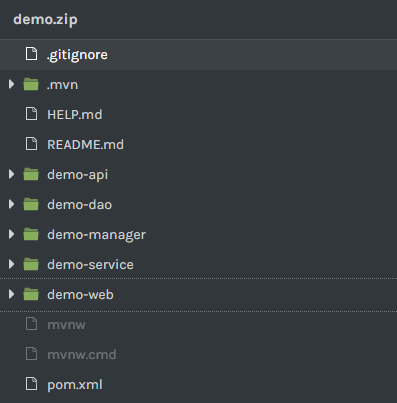 demo.zip
.gitignore
.mvn
HELP.md
README.md
demo-api
demo-dao
demo-manager
demo-service
demo-web
mvnw
mvnw.cmd
pom.xml